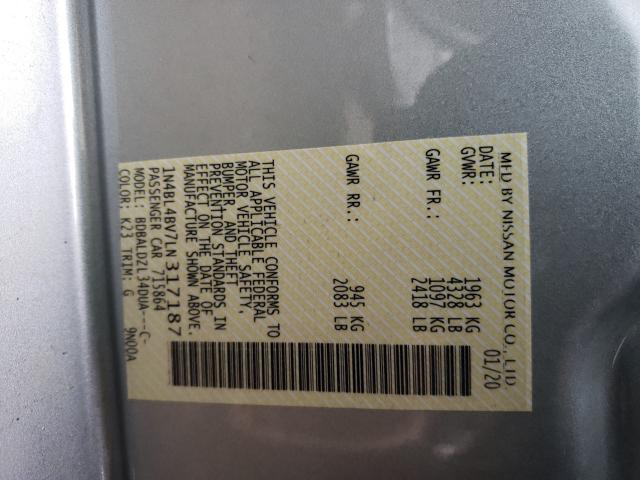 MFD BY NISSAN MOTOR CO., LTD
DATE: 01/20
GVWR: 1963 KG
4328 LB
GAWR FR.: 1097 KG
2418 LB
GAWR RR.: 945 KG
2083 LB
THIS VEHICLE CONFORMS TO
ALL APPLICABLE FEDERAL
MOTOR VEHICLE SAFETY,
BUMPER, AND THEFT
PREVENTION STANDARDS IN
EFFECT ON THE DATE OF
MANUFACTURE SHOWN ABOVE.
1N4BL4BV7LN317187
PASSENGER CAR 715864
MODEL: BDBALDZL34DUA---C-
COLOR: K23 TRIM: G 9N00A